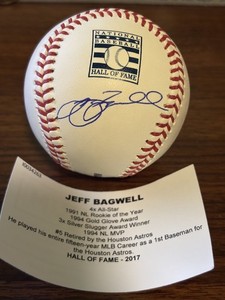 NATIONAL
BASEBALL
HALL OF FAME
JEFF BAGWELL
4x All-Star
1991 NL Rookie of the Year
1994 Gold Glove Award
3x Silver Slugger Award Winner
1994 NL MVP
#5 Retired by the Houston Astros
He played his entire fifteen-year MLB Career as a 1st Baseman for
the Houston Astros
HALL OF FAME - 2017